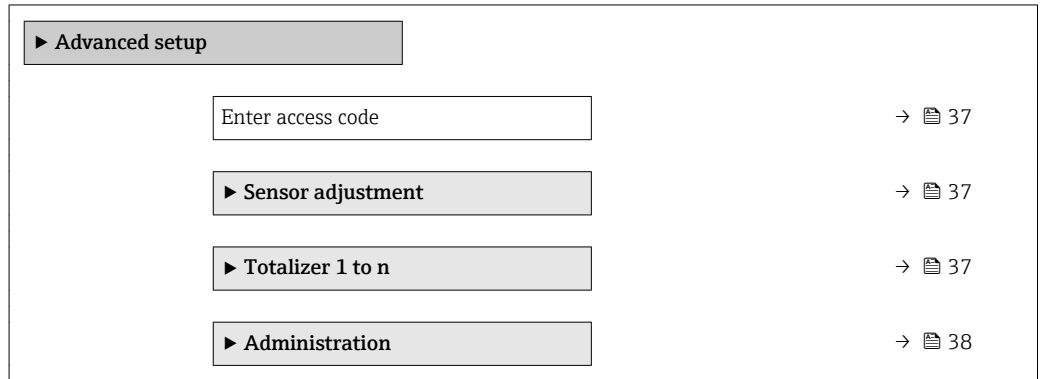 ▶ Advanced setup
Enter access code → 37
▶ Sensor adjustment → 37
▶ Totalizer 1 to n → 37
▶ Administration → 38